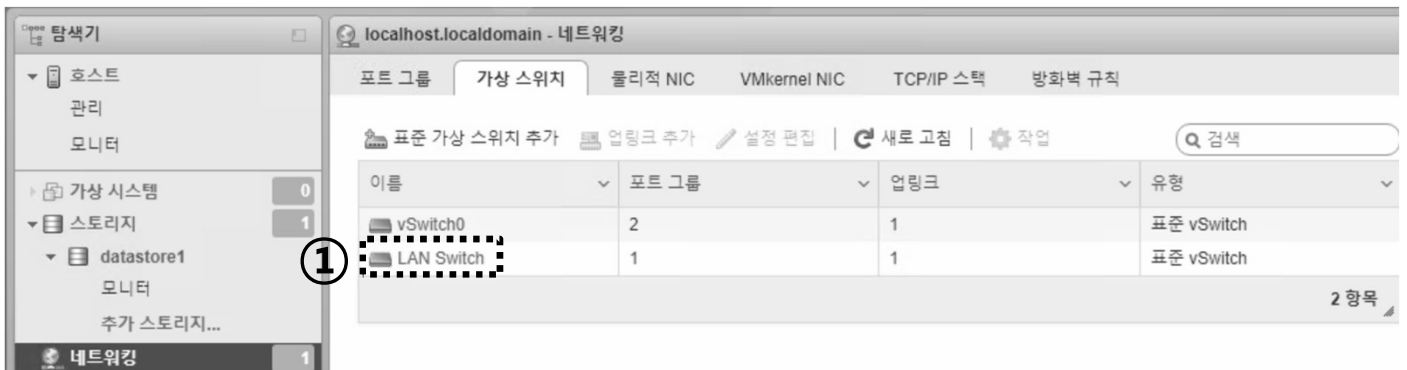 탐색기
호스트
관리
모니터
가상 시스템 0
스토리지 1
datastore1
모니터
추가 스토리지...
네트워킹 1
localhost.localdomain - 네트워킹
포트 그룹 가상 스위치 물리적 NIC VMkernel NIC TCP/IP 스택 방화벽 규칙
표준 가상 스위치 추가 업링크 추가 설정 편집 | 새로 고침 | 작업 검색
이름 포트 그룹 업링크 유형
vSwitch0 2 1 표준 vSwitch
① LAN Switch 1 1 표준 vSwitch
2 항목